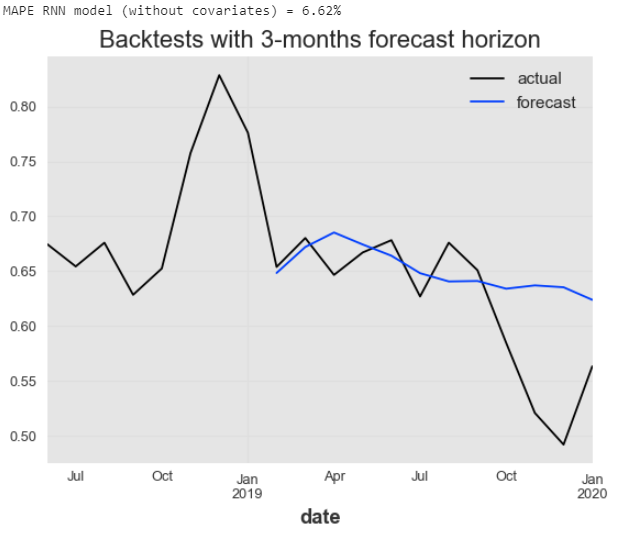 MAPE RNN model (without covariates) = 6.62%
Backtests with 3-months forecast horizon
actual
forecast
0.80
0.75
0.70
0.65
0.60
0.55
0.50
Jul
Oct
Jan
2019
Apr
Jul
Oct
Jan
2020
date